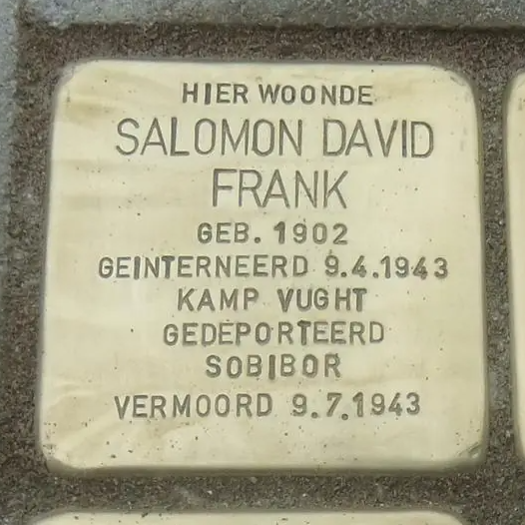 HIER WOONDE
SALOMON DAVID
FRANK
GEB. 1902
GEINTERNEERD 9.4.1943
KAMP VUGHT
GEDEPORTEERD
SOBIBOR
VERMOORD 9.7.1943